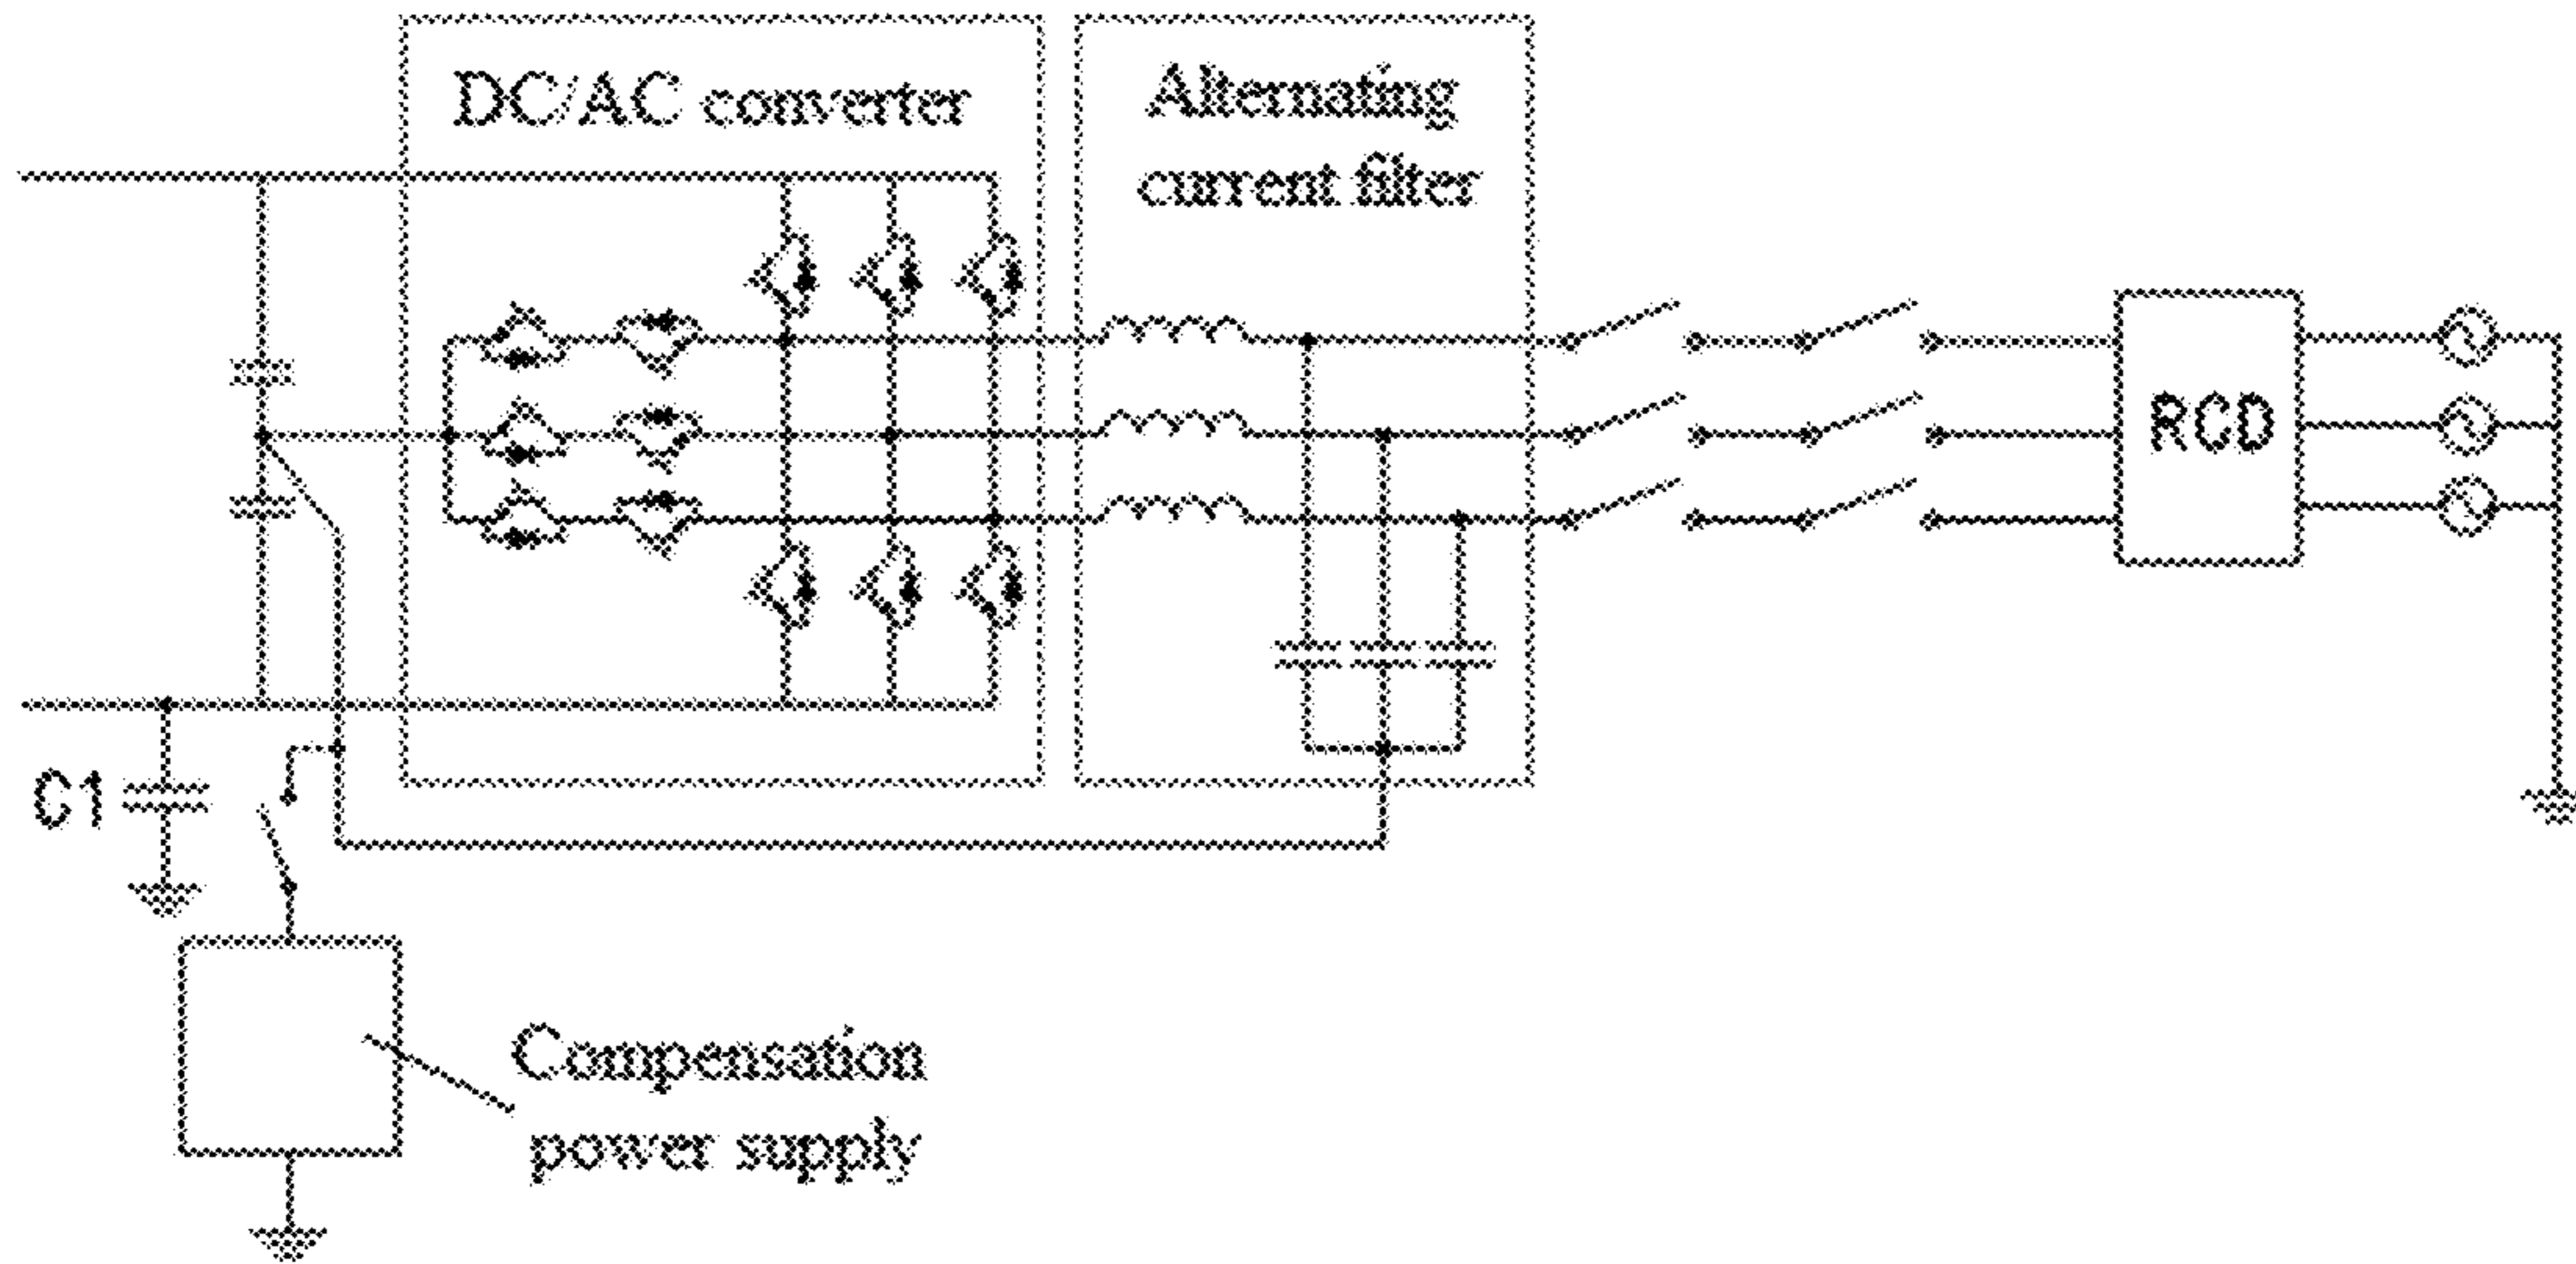 DC/AC converter
Alternating
current filter
RCD
C1
Compensation
power supply